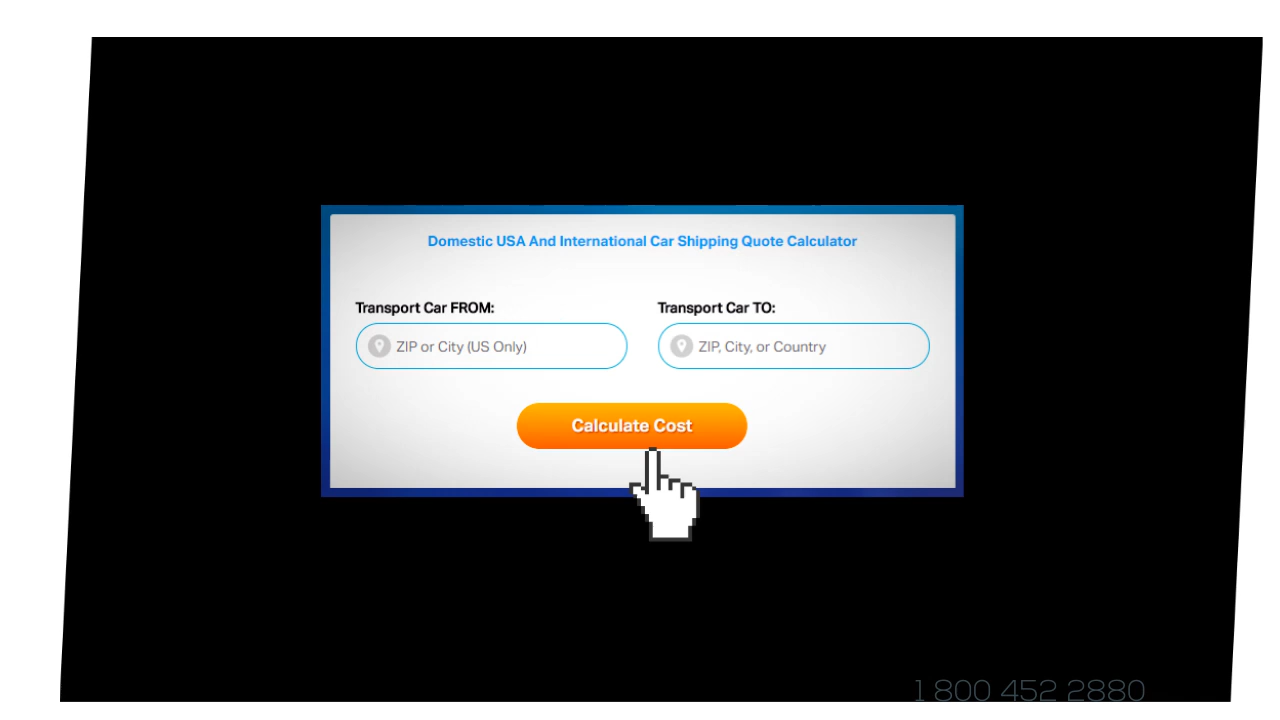 Domestic USA And International Car Shipping Quote Calculator
Transport Car FROM:
Transport Car TO:
ZIP or City (US Only)
ZIP, City, or Country
Calculate Cost
1 800 452 2880